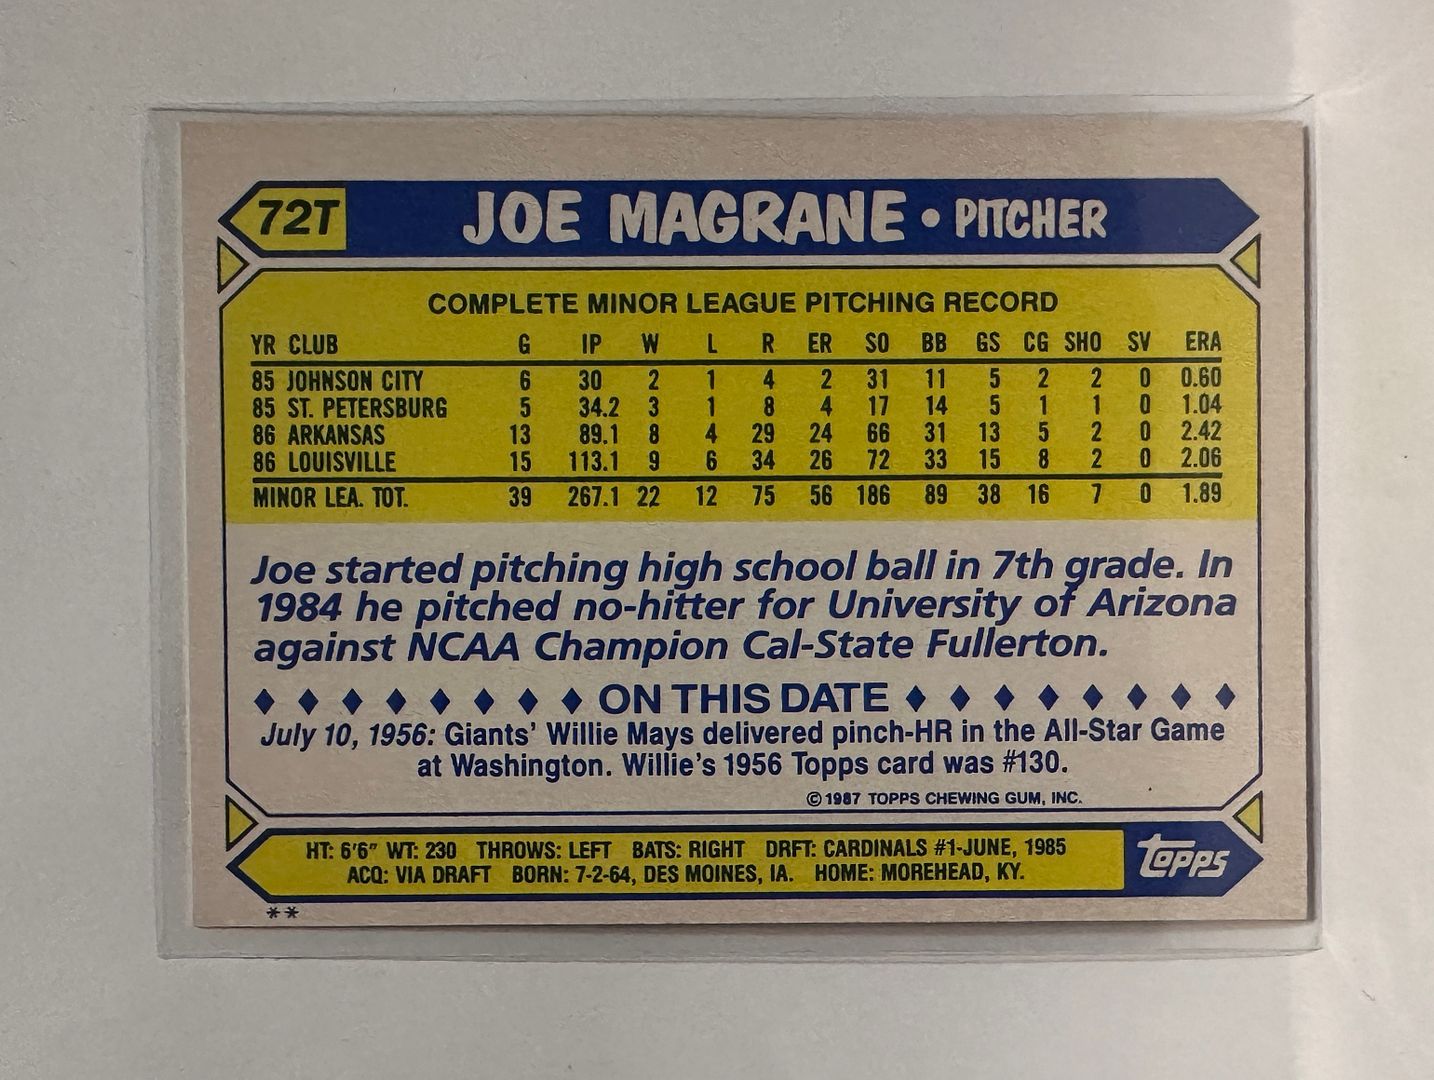 72T JOE MAGRANE • PITCHER
COMPLETE MINOR LEAGUE PITCHING RECORD
YR CLUB G IP W L R ER SO BB GS CG SHO SV ERA
85 JOHNSON CITY 6 30 2 1 4 2 31 11 5 2 2 0 0.60
85 ST. PETERSBURG 5 34.2 3 1 8 4 17 14 5 1 1 0 1.04
86 ARKANSAS 13 89.1 8 4 29 24 66 31 13 5 2 0 2.42
86 LOUISVILLE 15 113.1 9 6 34 26 72 33 15 8 2 0 2.06
MINOR LEA. TOT. 39 267.1 22 12 75 56 186 89 38 16 7 0 1.89
Joe started pitching high school ball in 7th grade. In
1984 he pitched no-hitter for University of Arizona
against NCAA Champion Cal-State Fullerton.
ON THIS DATE
July 10, 1956: Giants' Willie Mays delivered pinch-HR in the All-Star Game
at Washington. Willie's 1956 Topps card was #130.
© 1987 TOPPS CHEWING GUM, INC.
HT: 6'6" WT: 230 THROWS: LEFT BATS: RIGHT DRFT: CARDINALS #1-JUNE, 1985
ACQ: VIA DRAFT BORN: 7-2-64, DES MOINES, IA. HOME: MOREHEAD, KY.
topps
**